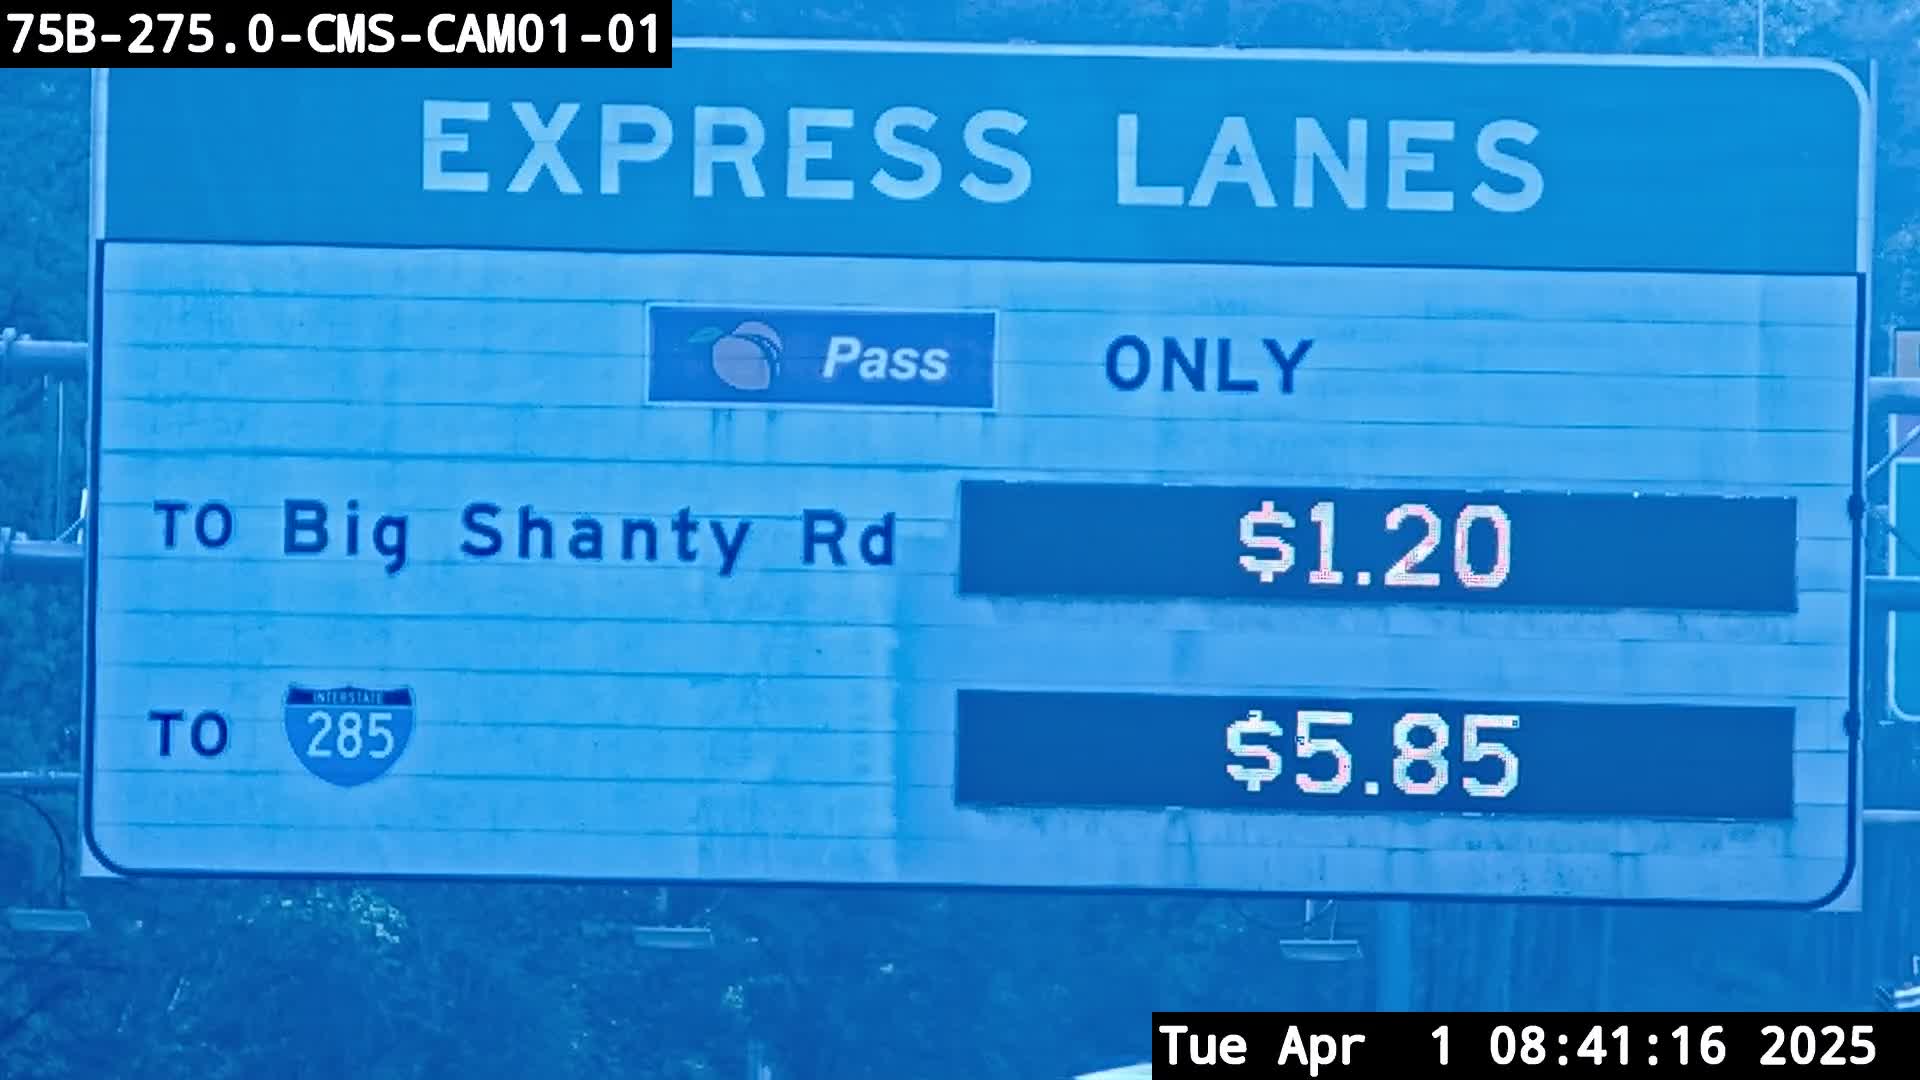 75B-275.0-CMS-CAM01-01
EXPRESS LANES
Pass ONLY
TO Big Shanty Rd $1.20
INTERSTATE
TO 285 $5.85
Tue Apr 1 08:41:16 2025